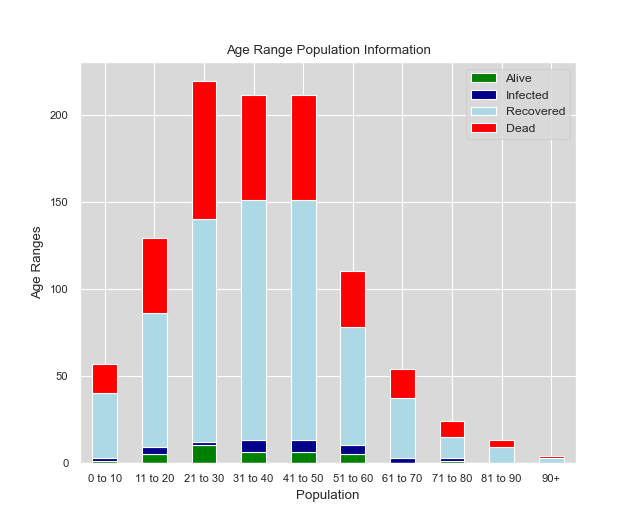 Age Range Population Information
Alive
Infected
Recovered
Dead
200
150
100
50
0
Age Ranges
0 to 10 11 to 20 21 to 30 31 to 40 41 to 50 51 to 60 61 to 70 71 to 80 81 to 90 90+
Population